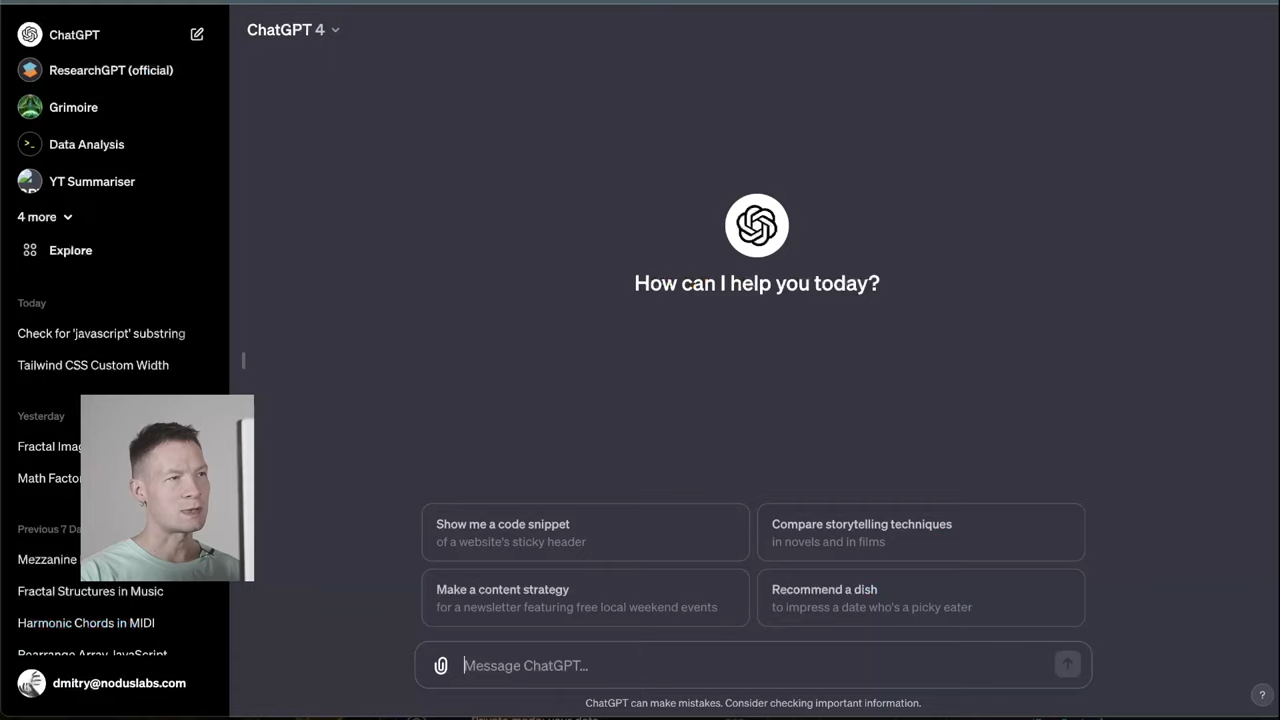 ChatGPT
ResearchGPT (official)
Grimoire
>_ Data Analysis
YT Summariser
4 more
Explore
Today
Check for 'javascript' substring
Tailwind CSS Custom Width
Yesterday
Fractal Imag
Math Facto
Previous 7 Da
Mezzanine
Fractal Structures in Music
Harmonic Chords in MIDI
Rearrange Array JavaScript
dmitry@noduslabs.com
ChatGPT 4
How can I help you today?
Show me a code snippet
of a website's sticky header
Compare storytelling techniques
in novels and in films
Make a content strategy
for a newsletter featuring free local weekend events
Recommend a dish
to impress a date who's a picky eater
Message ChatGPT...
ChatGPT can make mistakes. Consider checking important information.
?